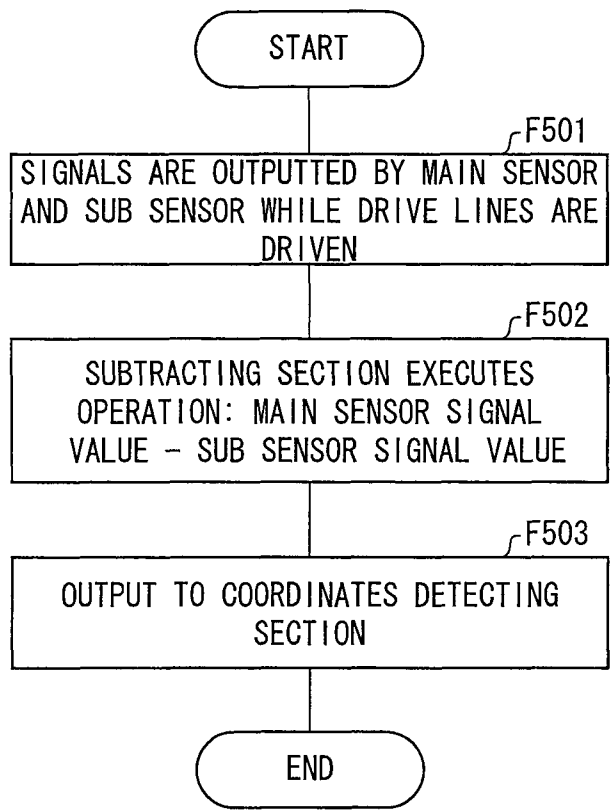 START
F501
SIGNALS ARE OUTPUTTED BY MAIN SENSOR
AND SUB SENSOR WHILE DRIVE LINES ARE
DRIVEN
F502
SUBTRACTING SECTION EXECUTES
OPERATION: MAIN SENSOR SIGNAL
VALUE – SUB SENSOR SIGNAL VALUE
F503
OUTPUT TO COORDINATES DETECTING
SECTION
END